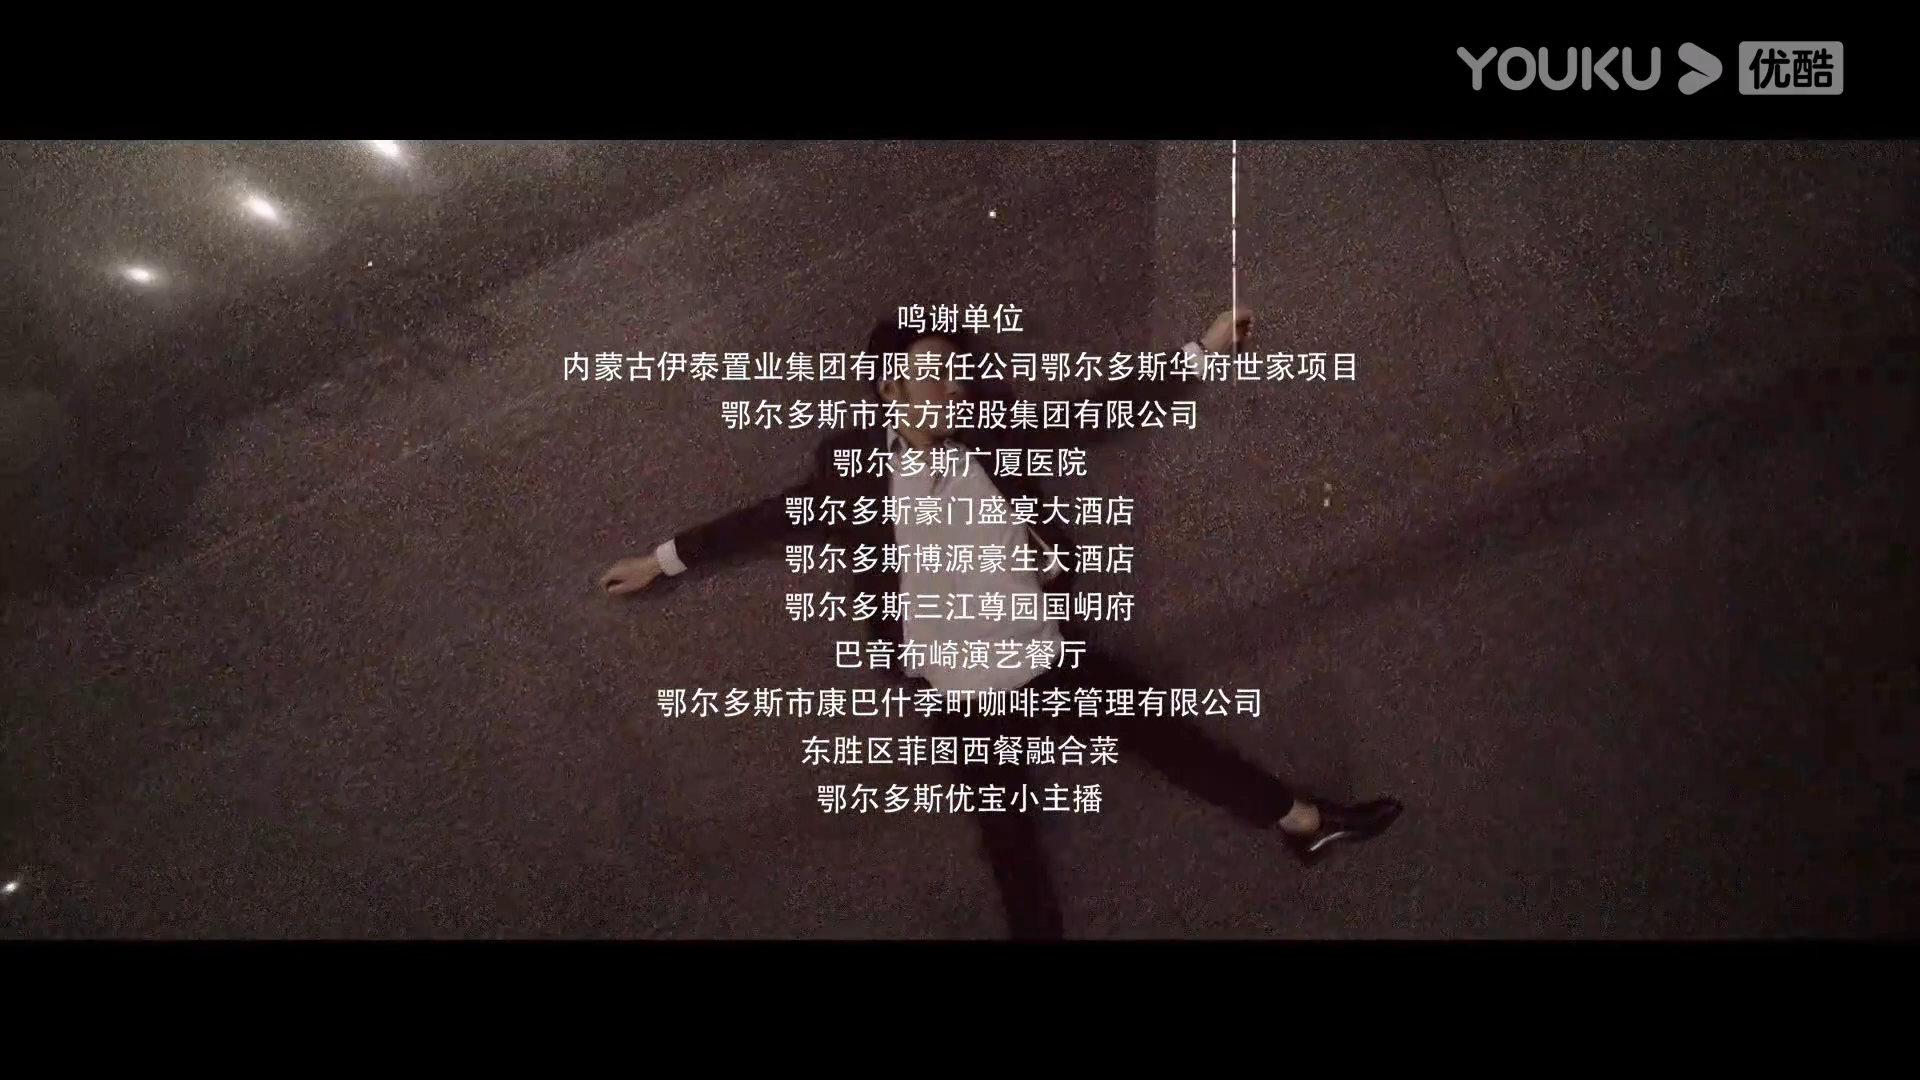 YOUKU 优酷
鸣谢单位
内蒙古伊泰置业集团有限责任公司鄂尔多斯华府世家项目
鄂尔多斯市东方控股集团有限公司
鄂尔多斯广厦医院
鄂尔多斯豪门盛宴大酒店
鄂尔多斯博源豪生大酒店
鄂尔多斯三江尊园国岄府
巴音布崎演艺餐厅
鄂尔多斯市康巴什季町咖啡李管理有限公司
东胜区菲图西餐融合菜
鄂尔多斯优宝小主播